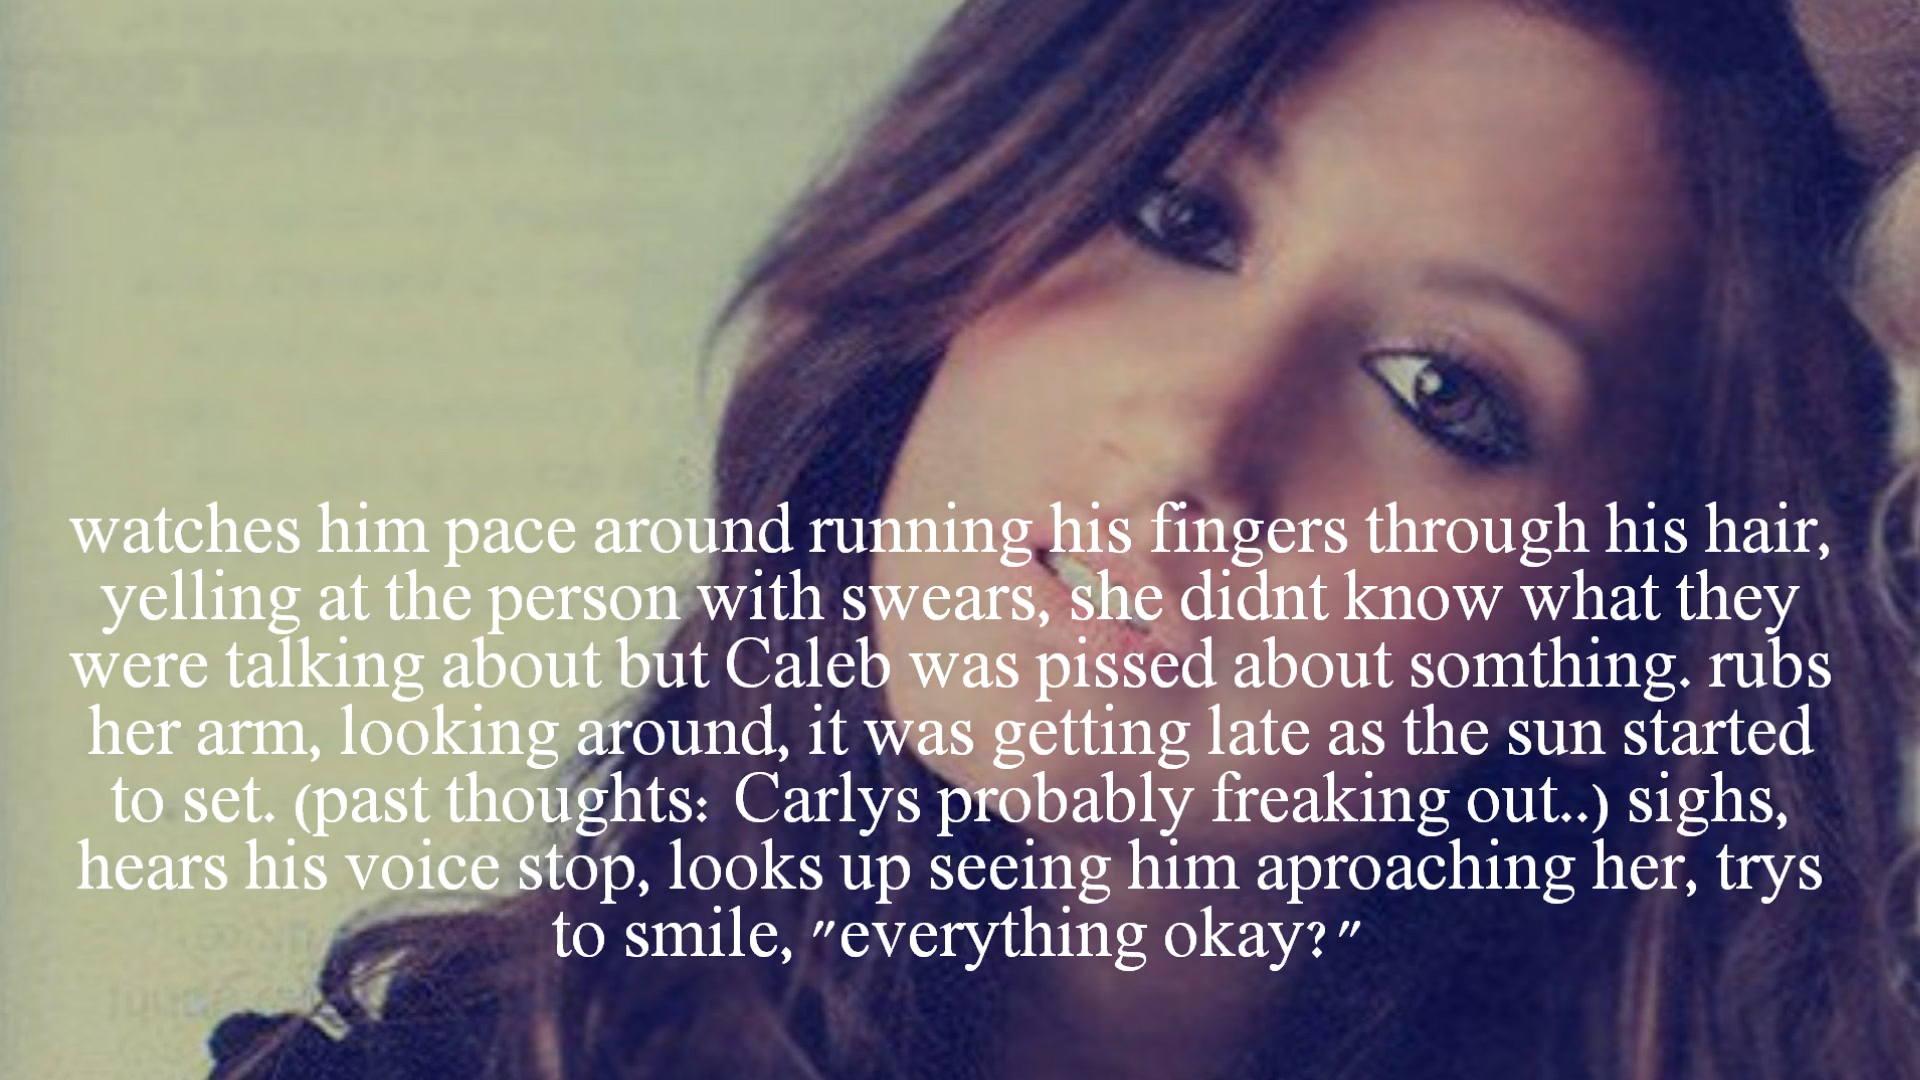 watches him pace around running his fingers through his hair,
yelling at the person with swears, she didnt know what they
were talking about but Caleb was pissed about somthing. rubs
her arm, looking around, it was getting late as the sun started
to set. (past thoughts: Carlys probably freaking out..) sighs,
hears his voice stop, looks up seeing him aproaching her, trys
to smile, "everything okay?"